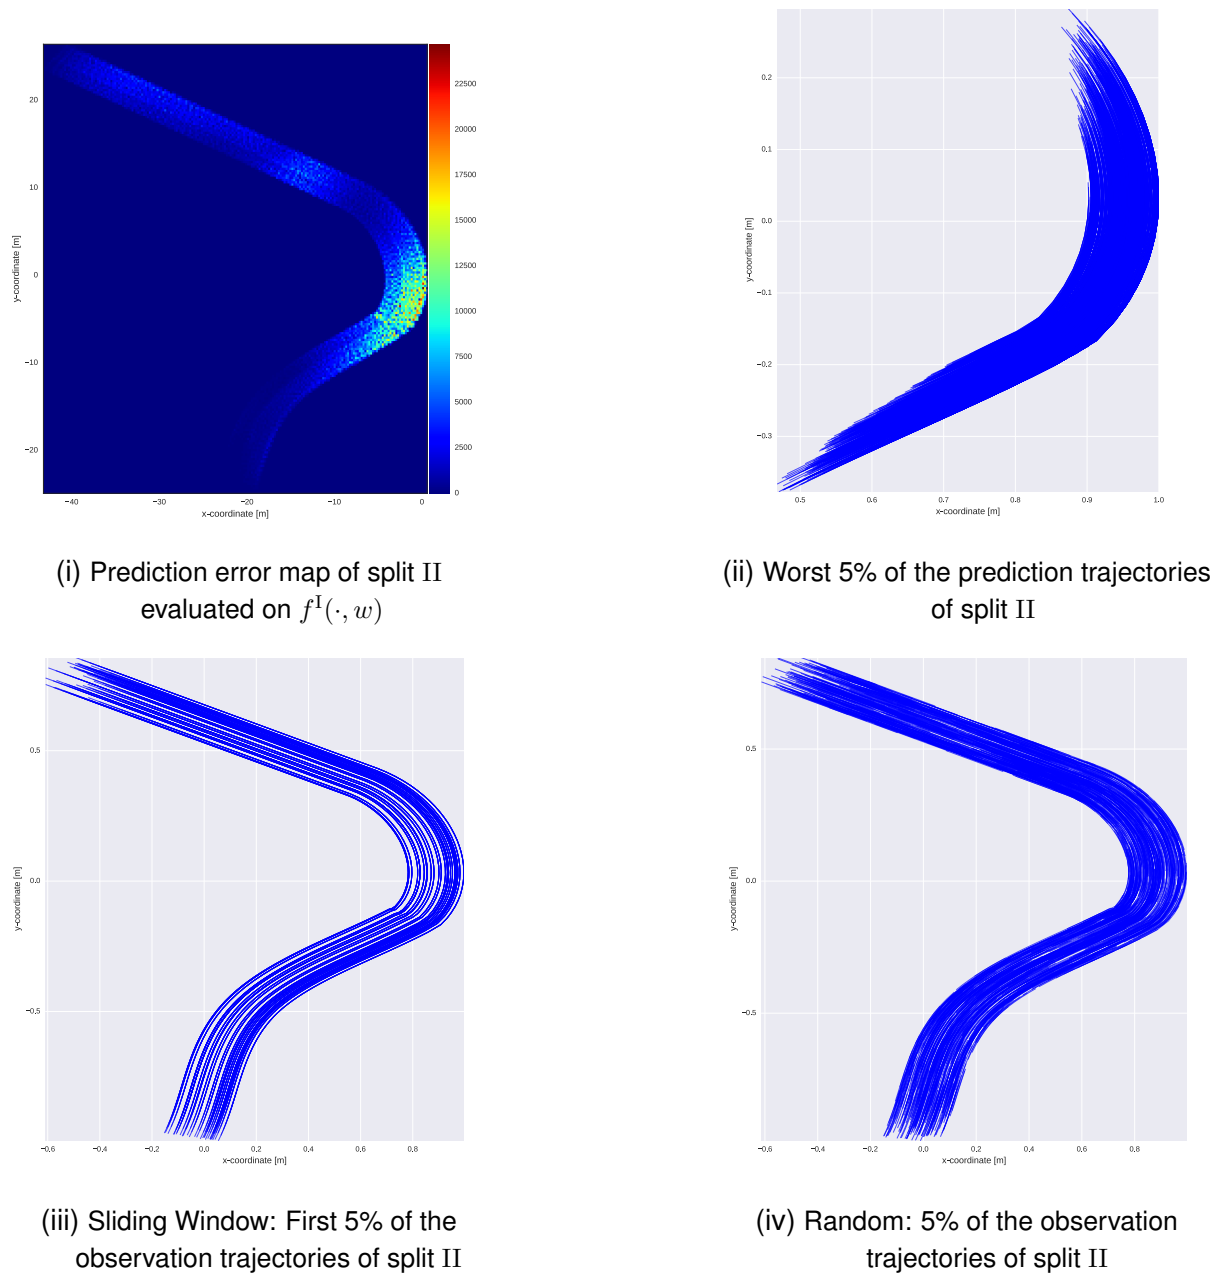 22500
20000
17500
15000
12500
10000
7500
5000
2500
0
20
10
0
−10
−20
y-coordinate [m]
−40 −30 −20 −10 0
x-coordinate [m]
0.2
0.1
0.0
−0.1
−0.2
−0.3
y-coordinate [m]
0.5 0.6 0.7 0.8 0.9 1.0
x-coordinate [m]
(i) Prediction error map of split II
evaluated on f^I(·, w)
(ii) Worst 5% of the prediction trajectories
of split II
0.5
0.0
−0.5
y-coordinate [m]
−0.6 −0.4 −0.2 0.0 0.2 0.4 0.6 0.8
x-coordinate [m]
0.5
0.0
−0.5
y-coordinate [m]
−0.6 −0.4 −0.2 0.0 0.2 0.4 0.6 0.8
x-coordinate [m]
(iii) Sliding Window: First 5% of the
observation trajectories of split II
(iv) Random: 5% of the observation
trajectories of split II